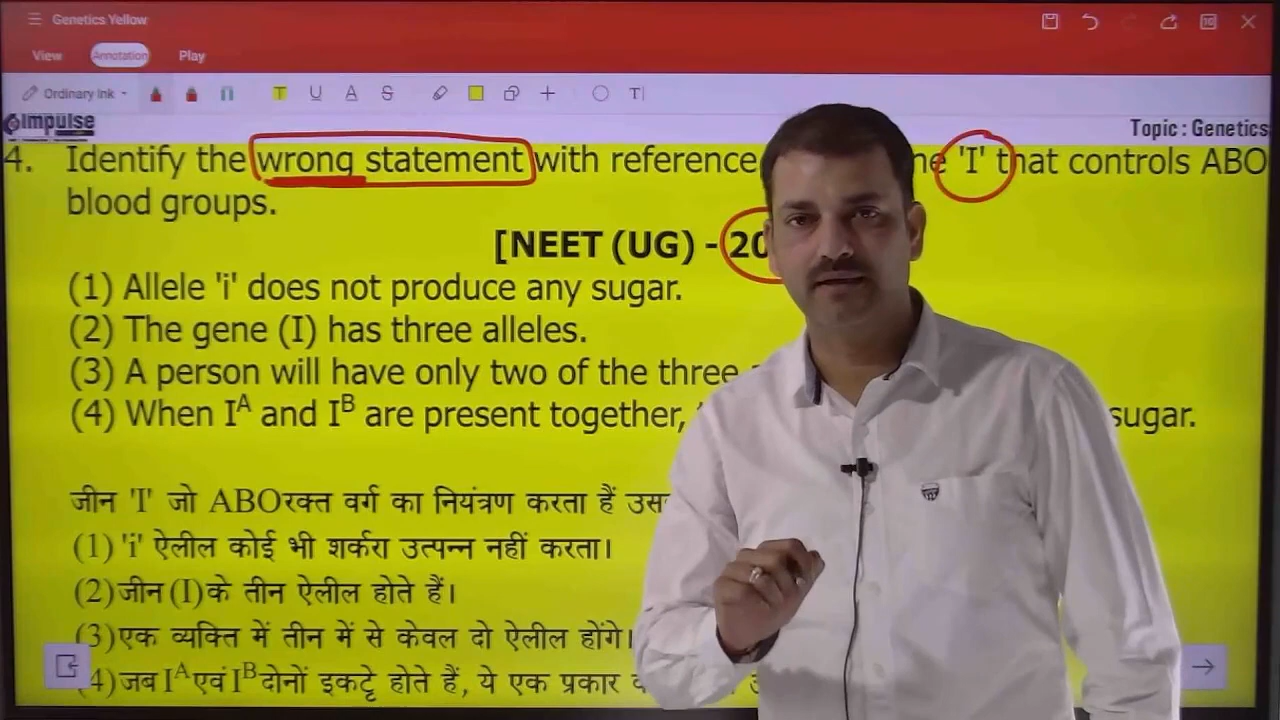 Genetics Yellow
View Annotation Play
Ordinary Ink
Impulse
Topic : Genetics
4. Identify the wrong statement with reference 'I' that controls ABO
blood groups.
[NEET (UG) - 20
(1) Allele 'i' does not produce any sugar.
(2) The gene (I) has three alleles.
(3) A person will have only two of the three
(4) When Iᴬ and Iᴮ are present together, sugar.
जीन 'I' जो ABOरक्त वर्ग का नियंत्रण करता हैं
(1) 'i' ऐलील कोई भी शर्करा उत्पन्न नहीं करता।
(2)जीन (I)के तीन ऐलील होते हैं।
(3)एक व्यक्ति में तीन में से केवल दो ऐलील होंगे।
4)जब Iᴬएवं Iᴮदोनों इकट्ठे होते हैं, ये एक प्रकार